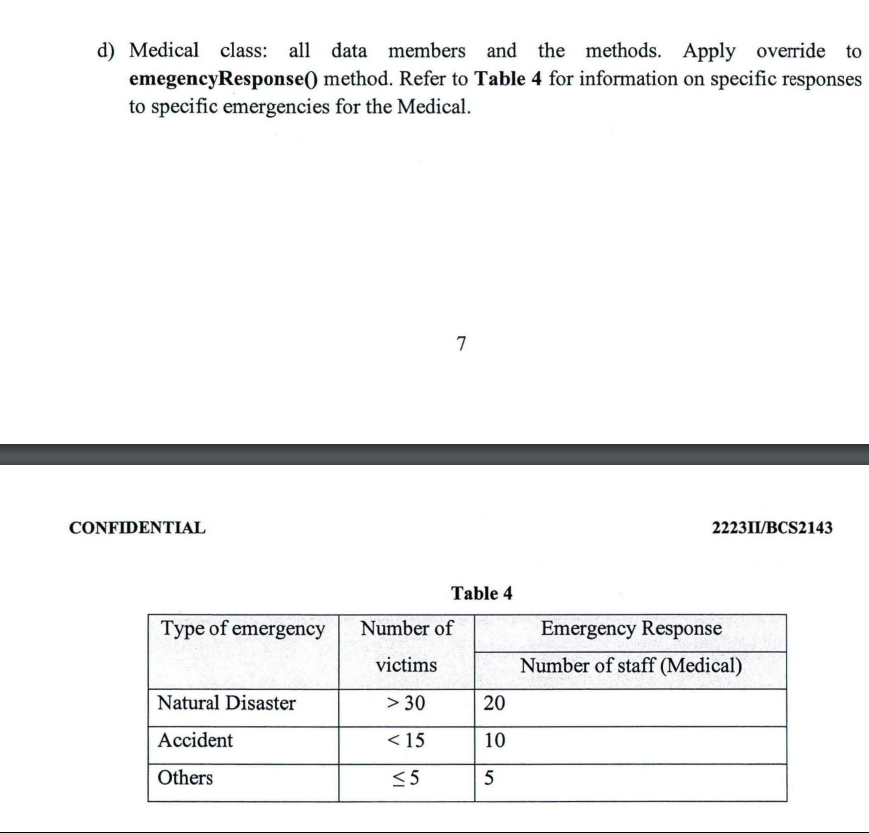 d) Medical class: all data members and the methods. Apply override to
emegencyResponse() method. Refer to Table 4 for information on specific responses
to specific emergencies for the Medical.
7
CONFIDENTIAL 2223II/BCS2143
Table 4
Type of emergency Number of victims Emergency Response
Number of staff (Medical)
Natural Disaster > 30 20
Accident < 15 10
Others ≤ 5 5